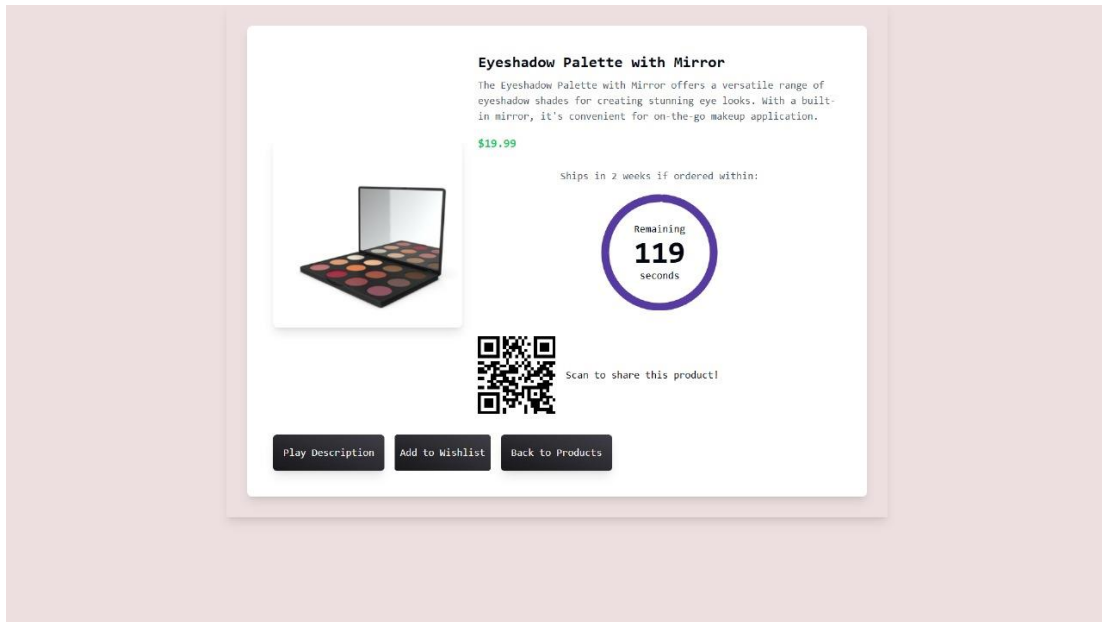 Eyeshadow Palette with Mirror
The Eyeshadow Palette with Mirror offers a versatile range of
eyeshadow shades for creating stunning eye looks. With a built-
in mirror, it's convenient for on-the-go makeup application.
$19.99
Ships in 2 weeks if ordered within:
Remaining
119
seconds
Scan to share this product!
Play Description
Add to Wishlist
Back to Products